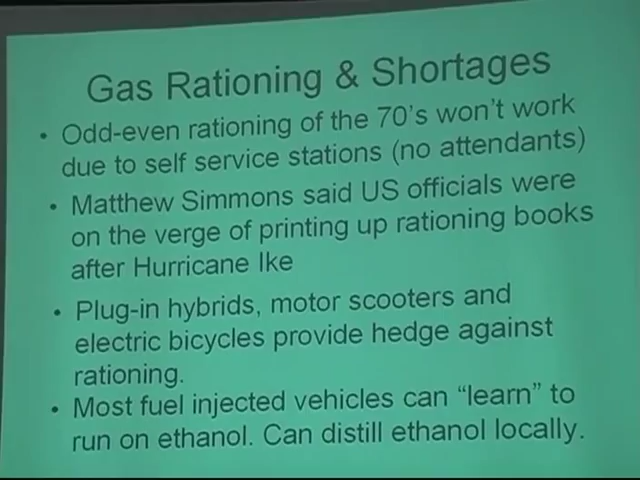 Gas Rationing & Shortages
• Odd-even rationing of the 70's won't work
due to self service stations (no attendants)
• Matthew Simmons said US officials were
on the verge of printing up rationing books
after Hurricane Ike
• Plug-in hybrids, motor scooters and
electric bicycles provide hedge against
rationing.
• Most fuel injected vehicles can “learn” to
run on ethanol. Can distill ethanol locally.